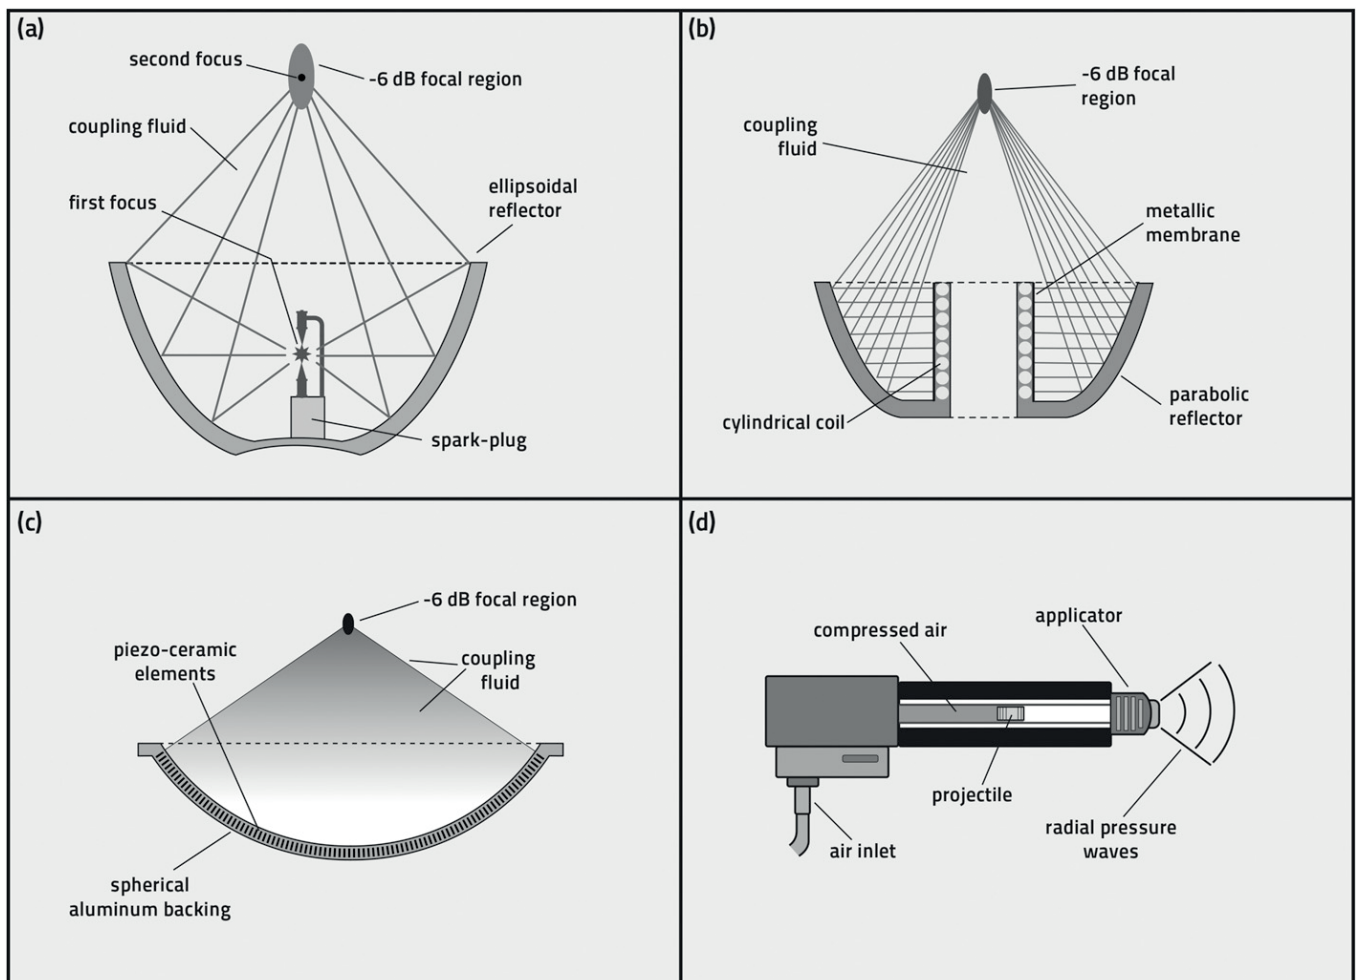 (a)
second focus
-6 dB focal region
coupling fluid
first focus
ellipsoidal
reflector
spark-plug
(b)
-6 dB focal
region
coupling
fluid
metallic
membrane
cylindrical coil
parabolic
reflector
(c)
-6 dB focal region
piezo-ceramic
elements
coupling
fluid
spherical
aluminum backing
(d)
applicator
compressed air
projectile
radial pressure
waves
air inlet